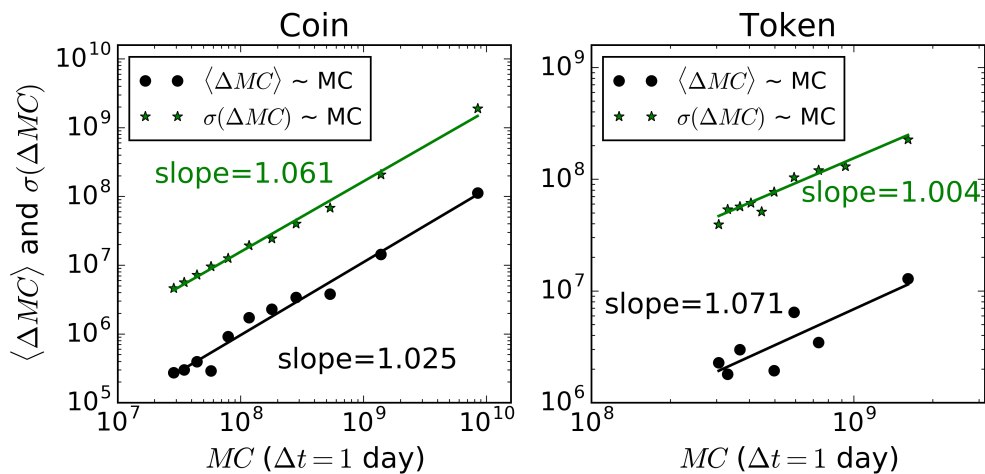 Coin
⟨ΔMC⟩ and σ(ΔMC)
10^10
10^9
10^8
10^7
10^6
10^5
⟨ΔMC⟩ ~ MC
σ(ΔMC) ~ MC
slope=1.061
slope=1.025
10^7
10^8
10^9
10^10
MC (Δt = 1 day)
Token
10^9
10^8
10^7
10^6
⟨ΔMC⟩ ~ MC
σ(ΔMC) ~ MC
slope=1.004
slope=1.071
10^8
10^9
MC (Δt = 1 day)